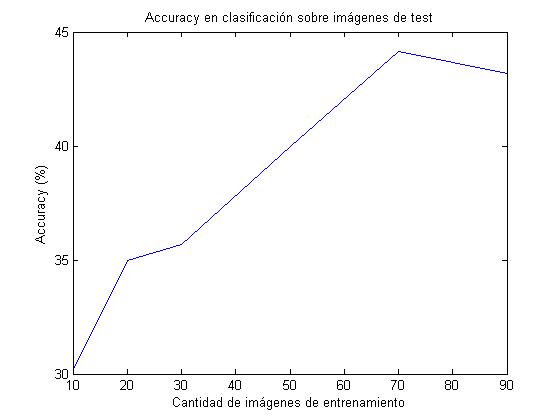 Accuracy en clasificación sobre imágenes de test
45
40
35
30
Accuracy (%)
10 20 30 40 50 60 70 80 90
Cantidad de imágenes de entrenamiento